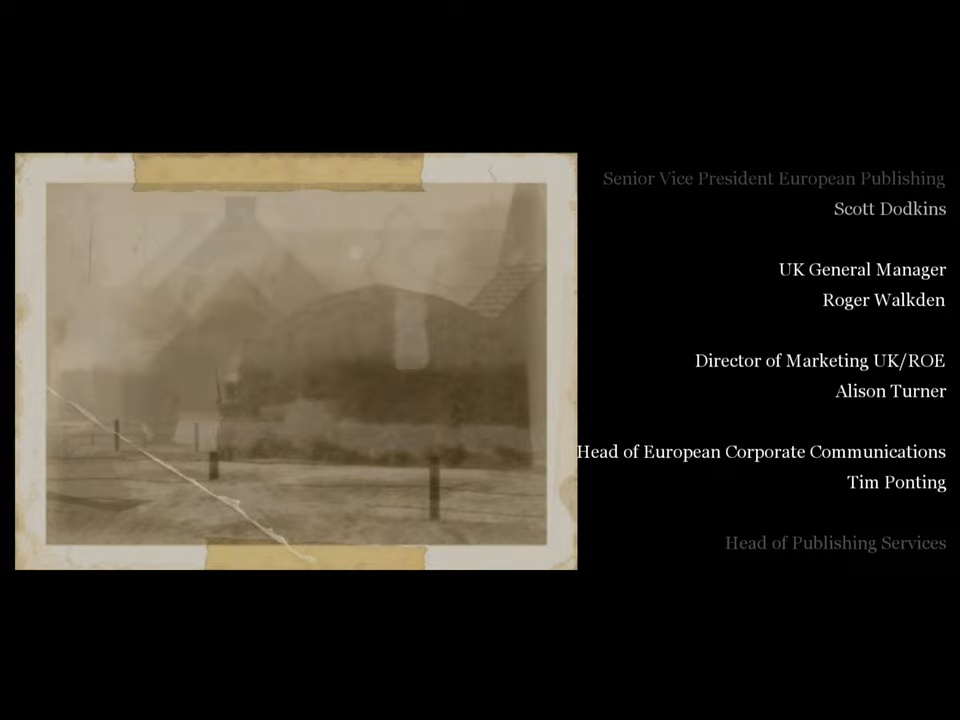 Senior Vice President European Publishing
Scott Dodkins
UK General Manager
Roger Walkden
Director of Marketing UK/ROE
Alison Turner
Head of European Corporate Communications
Tim Ponting
Head of Publishing Services